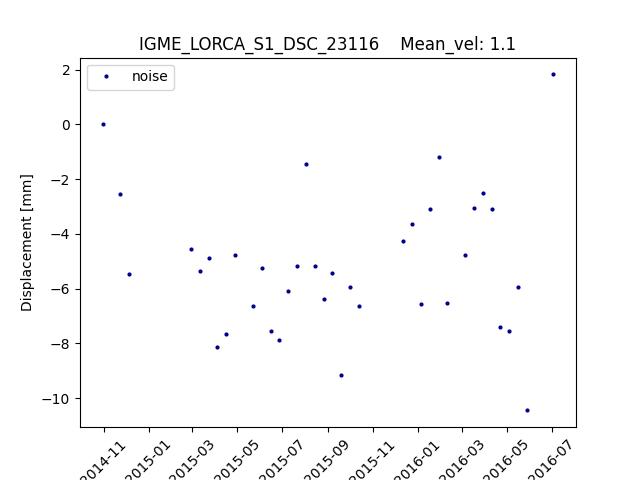 IGME_LORCA_S1_DSC_23116    Mean_vel: 1.1
noise
Displacement [mm]
2
0
−2
−4
−6
−8
−10
2014-11 2015-01 2015-03 2015-05 2015-07 2015-09 2015-11 2016-01 2016-03 2016-05 2016-07